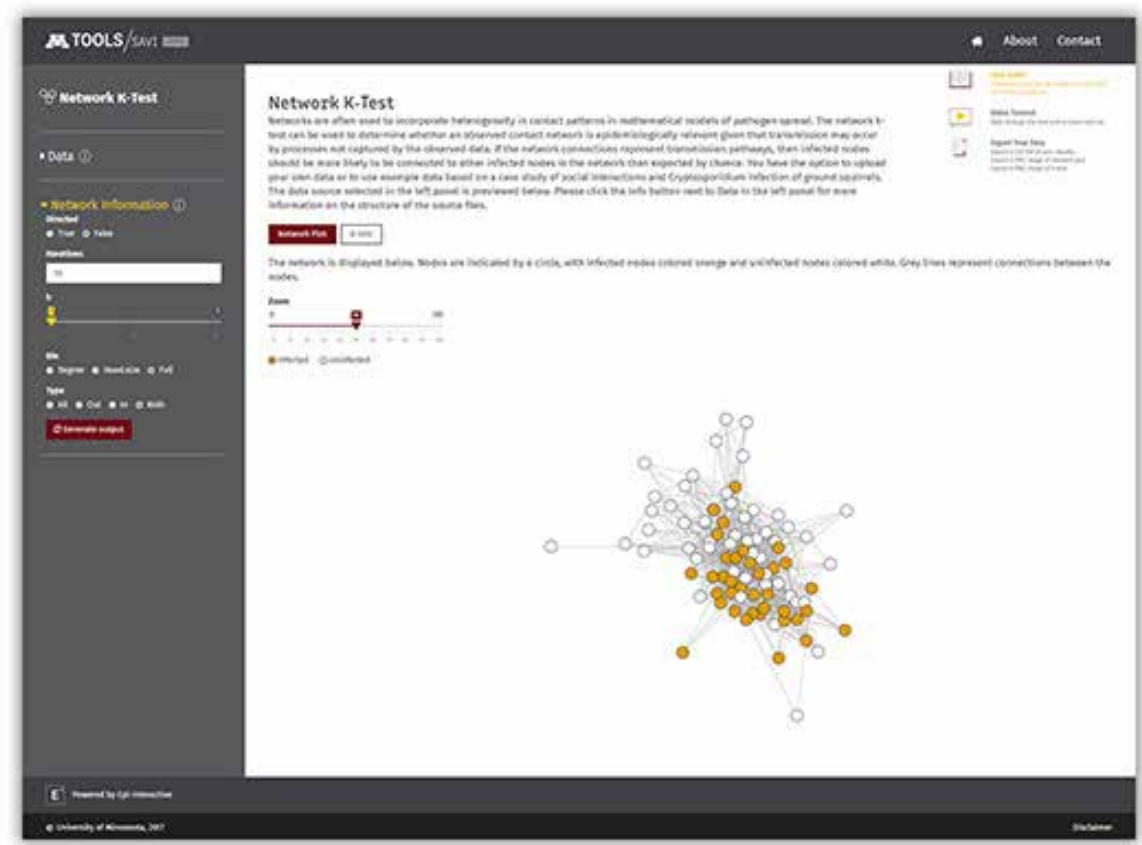 TOOLS/SAVI
About Contact
Network K-Test
Data
Network Information
Directed
True False
Iterations
k
Bin
Degree NodeSize Full
Type
All Out In Both
Generate output
Network K-Test
Networks are often used to incorporate heterogeneity in contact patterns in mathematical models of pathogen spread. The network k-
test can be used to determine whether an observed contact network is epidemiologically relevant given that transmission may occur
by processes not captured by the observed data. If the network connections represent transmission pathways, then infected nodes
should be more likely to be connected to other infected nodes in the network than expected by chance. You have the option to upload
your own data or to use example data based on a case study of social interactions and Cryptosporidium infection of ground squirrels.
The data source selected in the left panel is previewed below. Please click the info button next to Data in the left panel for more
information on the structure of the source files.
Network Plot
The network is displayed below. Nodes are indicated by a circle, with infected nodes colored orange and uninfected nodes colored white. Grey lines represent connections between the
nodes.
Zoom
infected uninfected
Video Tutorial
Powered by Epi-Interactive
© University of Minnesota, 2017
Disclaimer